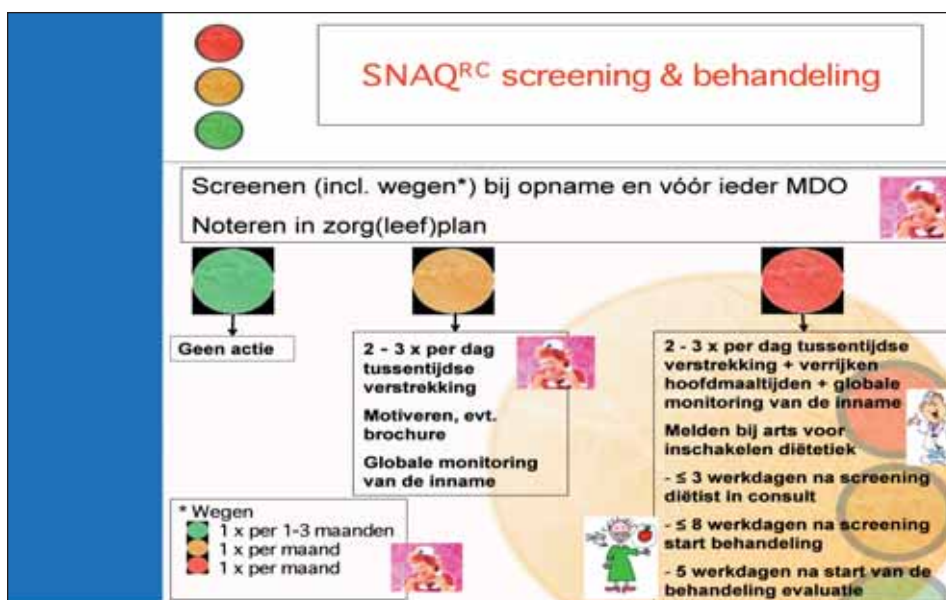 SNAQRC screening & behandeling
Screenen (incl. wegen*) bij opname en vóór ieder MDO
Noteren in zorg(leef)plan
Geen actie
2 - 3 x per dag
tussentijdse
verstrekking
Motiveren, evt.
brochure
Globale monitoring
van de inname
2 - 3 x per dag tussentijdse
verstrekking + verrijken
hoofdmaaltijden + globale
monitoring van de inname
Melden bij arts voor
inschakelen diëtetiek
- ≤ 3 werkdagen na screening
diëtist in consult
- ≤ 8 werkdagen na screening
start behandeling
- 5 werkdagen na start van de
behandeling evaluatie
* Wegen
1 x per 1-3 maanden
1 x per maand
1 x per maand